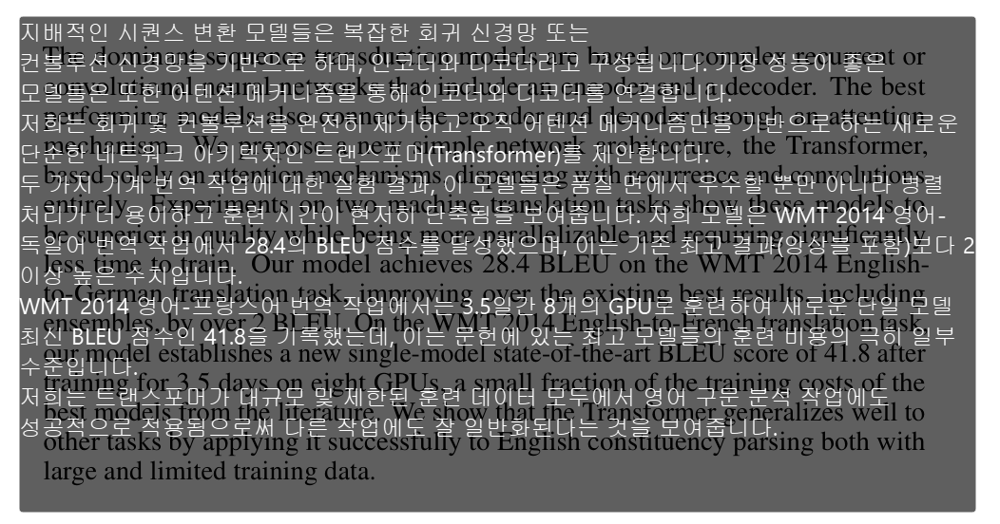 지배적인 시퀀스 변환 모델들은 복잡한 회귀 신경망 또는
컨볼루션 신경망을 기반으로 하며, 인코더와 디코더라고 구성됩니다. 가장 성능이 좋은
모델들은 또한 어텐션 메커니즘을 통해 인코더와 디코더를 연결합니다.
저희는 회귀 및 컨볼루션을 완전히 제거하고 오직 어텐션 메커니즘만을 기반으로 하는 새로운
단순한 네트워크 아키텍처인 트랜스포머(Transformer)를 제안합니다.
두 가지 기계 번역 작업에 대한 실험 결과, 이 모델들은 품질 면에서 우수할 뿐만 아니라 병렬
처리가 더 용이하고 훈련 시간이 현저히 단축됨을 보여줍니다. 저희 모델은 WMT 2014 영어-
독일어 번역 작업에서 28.4의 BLEU 점수를 달성했으며, 이는 기존 최고 결과(앙상블 포함)보다 2
이상 높은 수치입니다.
WMT 2014 영어-프랑스어 번역 작업에서는 3.5일간 8개의 GPU로 훈련하여 새로운 단일 모델
최신 BLEU 점수인 41.8을 기록했는데, 이는 문헌에 있는 최고 모델들의 훈련 비용의 극히 일부
수준입니다.
저희는 트랜스포머가 대규모 및 제한된 훈련 데이터 모두에서 영어 구문 분석 작업에도
성공적으로 적용됨으로써 다른 작업에도 잘 일반화된다는 것을 보여줍니다.
The dominant sequence transduction models are based on complex recurrent or
convolutional neural networks that include an encoder and a decoder. The best
performing models also connect the encoder and decoder through an attention
mechanism. We propose a new simple network architecture, the Transformer,
based solely on attention mechanisms, dispensing with recurrence and convolutions
entirely. Experiments on two machine translation tasks show these models to
be superior in quality while being more parallelizable and requiring significantly
less time to train. Our model achieves 28.4 BLEU on the WMT 2014 English-
to-German translation task, improving over the existing best results, including
ensembles, by over 2 BLEU. On the WMT 2014 English-to-French translation task,
our model establishes a new single-model state-of-the-art BLEU score of 41.8 after
training for 3.5 days on eight GPUs, a small fraction of the training costs of the
best models from the literature. We show that the Transformer generalizes well to
other tasks by applying it successfully to English constituency parsing both with
large and limited training data.